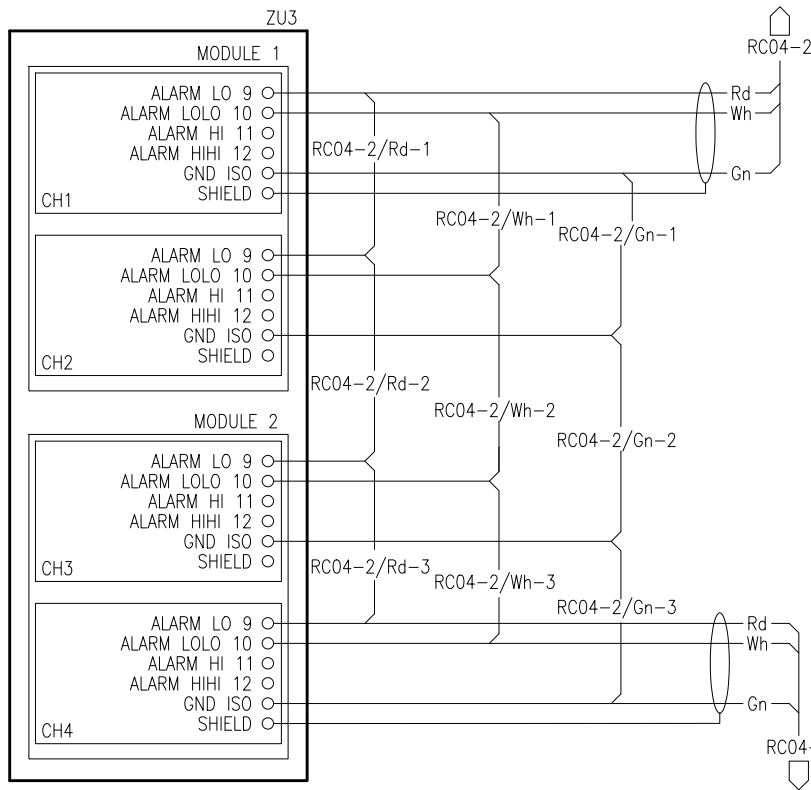 ZU3
RC04-2
MODULE 1
ALARM LO 9
Rd
ALARM LOLO 10
Wh
ALARM HI 11
ALARM HIHI 12
RC04-2/Rd-1
GND ISO
Gn
SHIELD
CH1
RC04-2/Wh-1
RC04-2/Gn-1
ALARM LO 9
ALARM LOLO 10
ALARM HI 11
ALARM HIHI 12
GND ISO
SHIELD
CH2
RC04-2/Rd-2
RC04-2/Wh-2
MODULE 2
RC04-2/Gn-2
ALARM LO 9
ALARM LOLO 10
ALARM HI 11
ALARM HIHI 12
GND ISO
SHIELD
CH3
RC04-2/Rd-3
RC04-2/Wh-3
RC04-2/Gn-3
ALARM LO 9
Rd
ALARM LOLO 10
Wh
ALARM HI 11
ALARM HIHI 12
GND ISO
Gn
SHIELD
CH4
RC04-